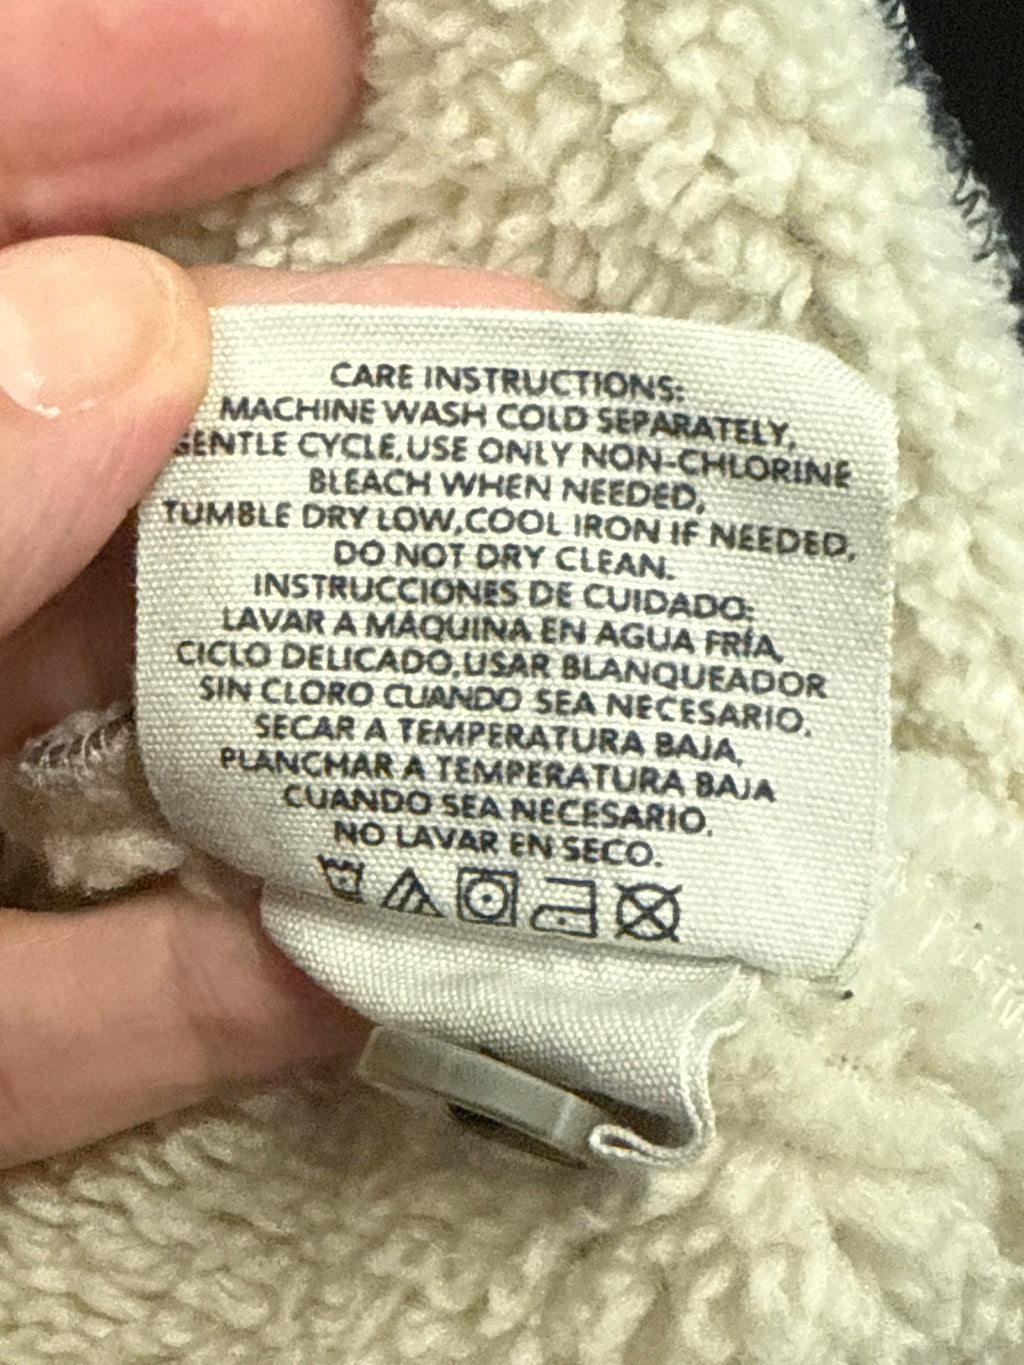 CARE INSTRUCTIONS:
MACHINE WASH COLD SEPARATELY,
GENTLE CYCLE,USE ONLY NON-CHLORINE
BLEACH WHEN NEEDED,
TUMBLE DRY LOW,COOL IRON IF NEEDED,
DO NOT DRY CLEAN.
INSTRUCCIONES DE CUIDADO:
LAVAR A MÁQUINA EN AGUA FRÍA,
CICLO DELICADO,USAR BLANQUEADOR
SIN CLORO CUANDO SEA NECESARIO,
SECAR A TEMPERATURA BAJA,
PLANCHAR A TEMPERATURA BAJA
CUANDO SEA NECESARIO,
NO LAVAR EN SECO.